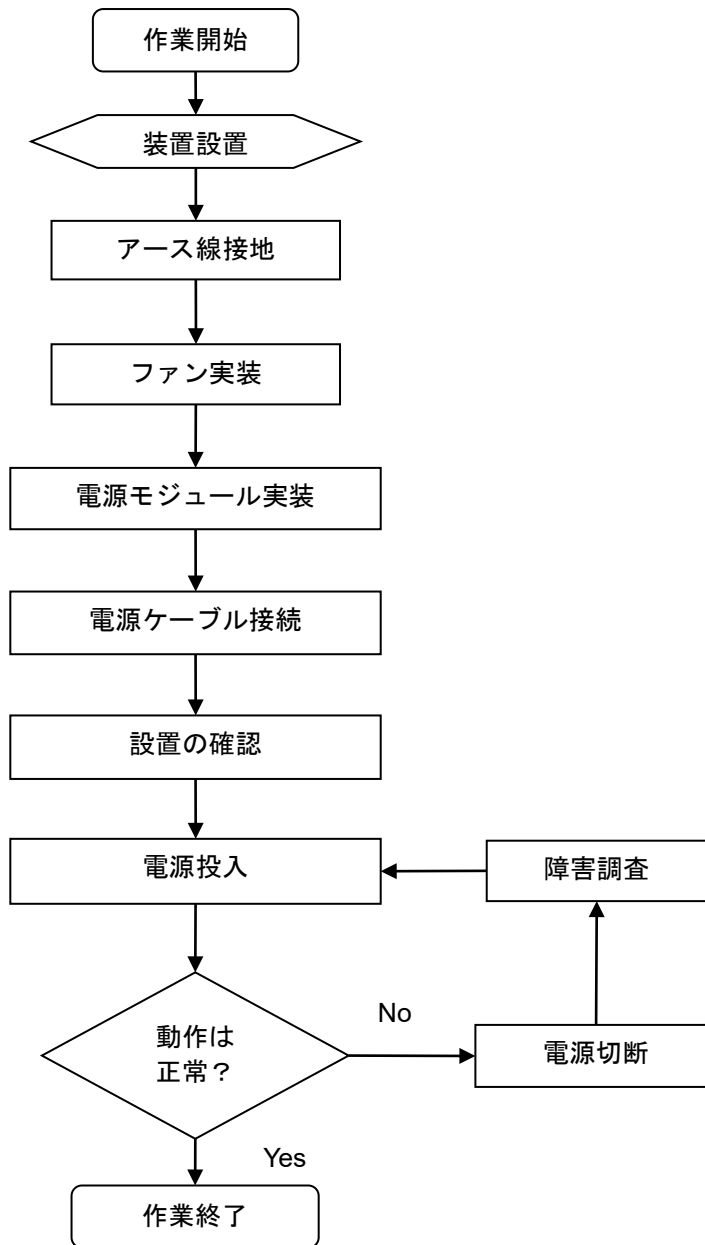 作業開始
装置設置
アース線接地
ファン実装
電源モジュール実装
電源ケーブル接続
設置の確認
電源投入
障害調査
動作は
正常？
No
電源切断
Yes
作業終了